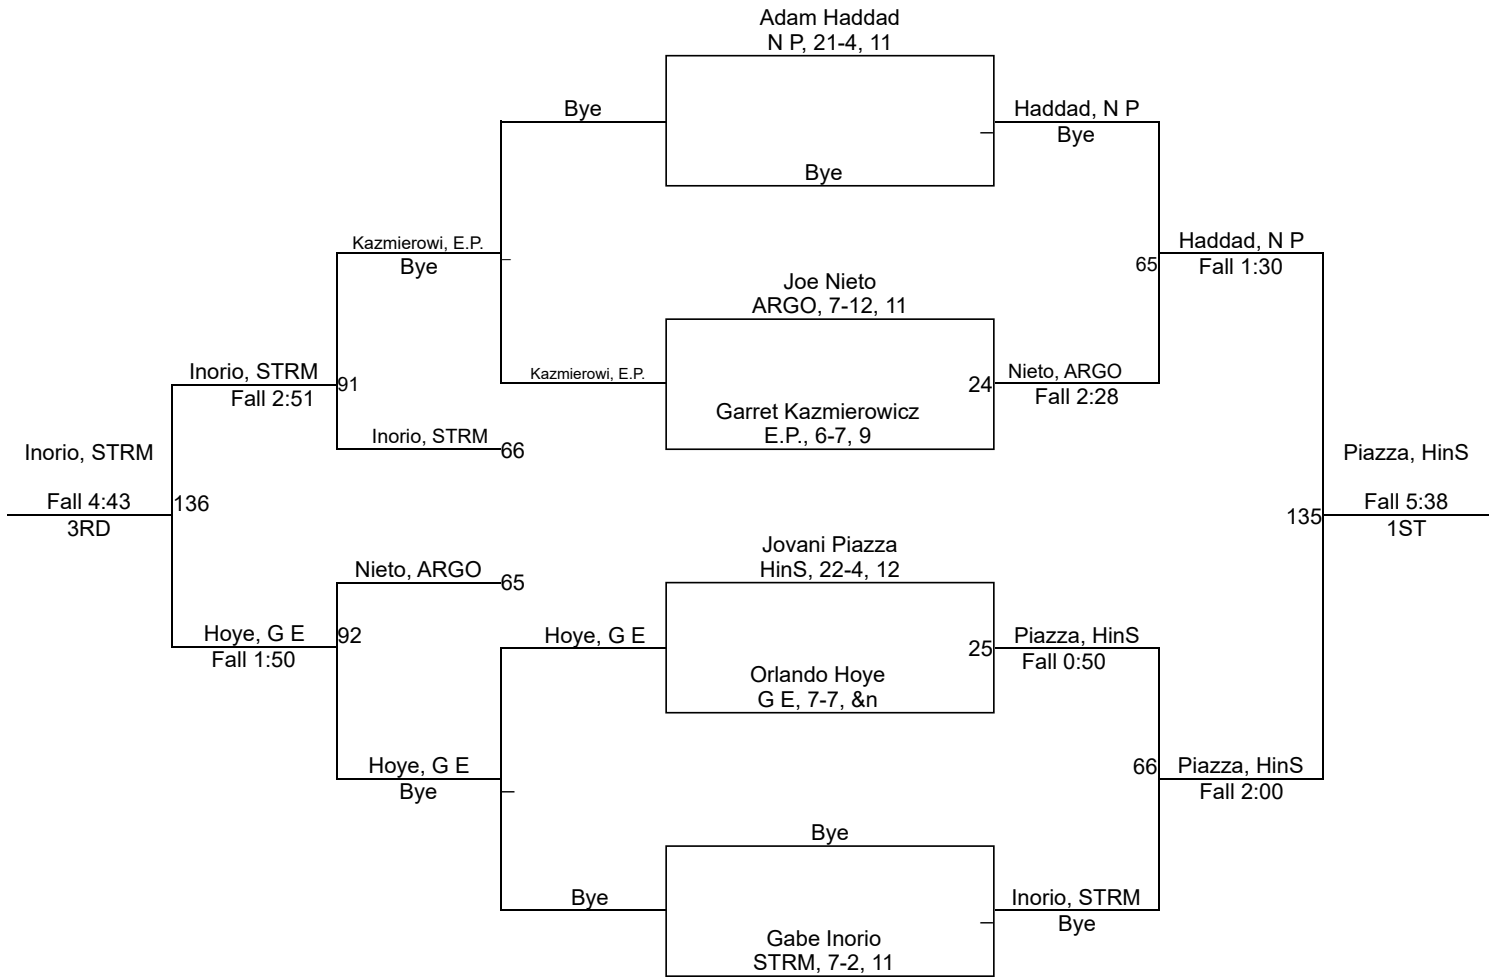 Adam Haddad
N P, 21-4, 11
Bye
Haddad, N P
Bye
Bye
Kazmierowi, E.P.
Bye
Haddad, N P
65
Fall 1:30
Joe Nieto
ARGO, 7-12, 11
Inorio, STRM
91
Fall 2:51
Kazmierowi, E.P.
24
Nieto, ARGO
Fall 2:28
Garret Kazmierowicz
E.P., 6-7, 9
Inorio, STRM
66
Inorio, STRM
Fall 4:43
136
3RD
Piazza, HinS
135
Fall 5:38
1ST
Jovani Piazza
HinS, 22-4, 12
Nieto, ARGO
65
Hoye, G E
92
Fall 1:50
Hoye, G E
25
Piazza, HinS
Fall 0:50
Orlando Hoye
G E, 7-7, &n
Hoye, G E
Bye
66
Piazza, HinS
Fall 2:00
Bye
Bye
Inorio, STRM
Bye
Gabe Inorio
STRM, 7-2, 11